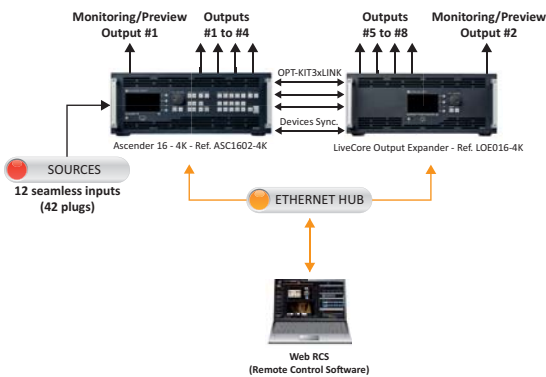 Monitoring/Preview
Output #1
Outputs
#1 to #4
Outputs
#5 to #8
Monitoring/Preview
Output #2
OPT-KIT3xLINK
Devices Sync.
Ascender 16 - 4K - Ref. ASC1602-4K
LiveCore Output Expander - Ref. LOE016-4K
SOURCES
12 seamless inputs
(42 plugs)
ETHERNET HUB
Web RCS
(Remote Control Software)